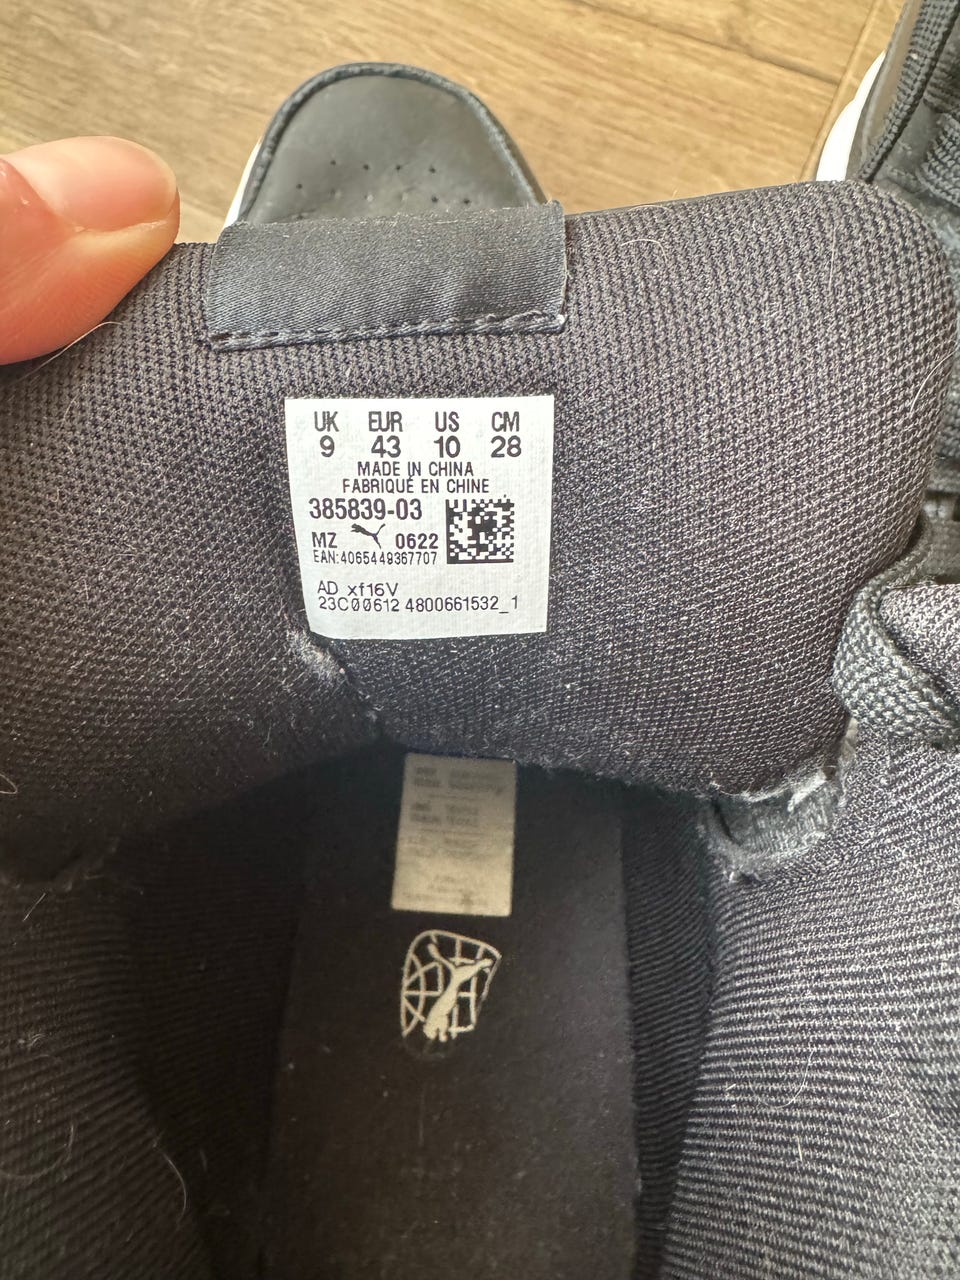 UK EUR US CM
9 43 10 28
MADE IN CHINA
FABRIQUÉ EN CHINE
385839-03
MZ 0622
EAN:4065449367707
AD xf16V
23C00612 4800661532_1